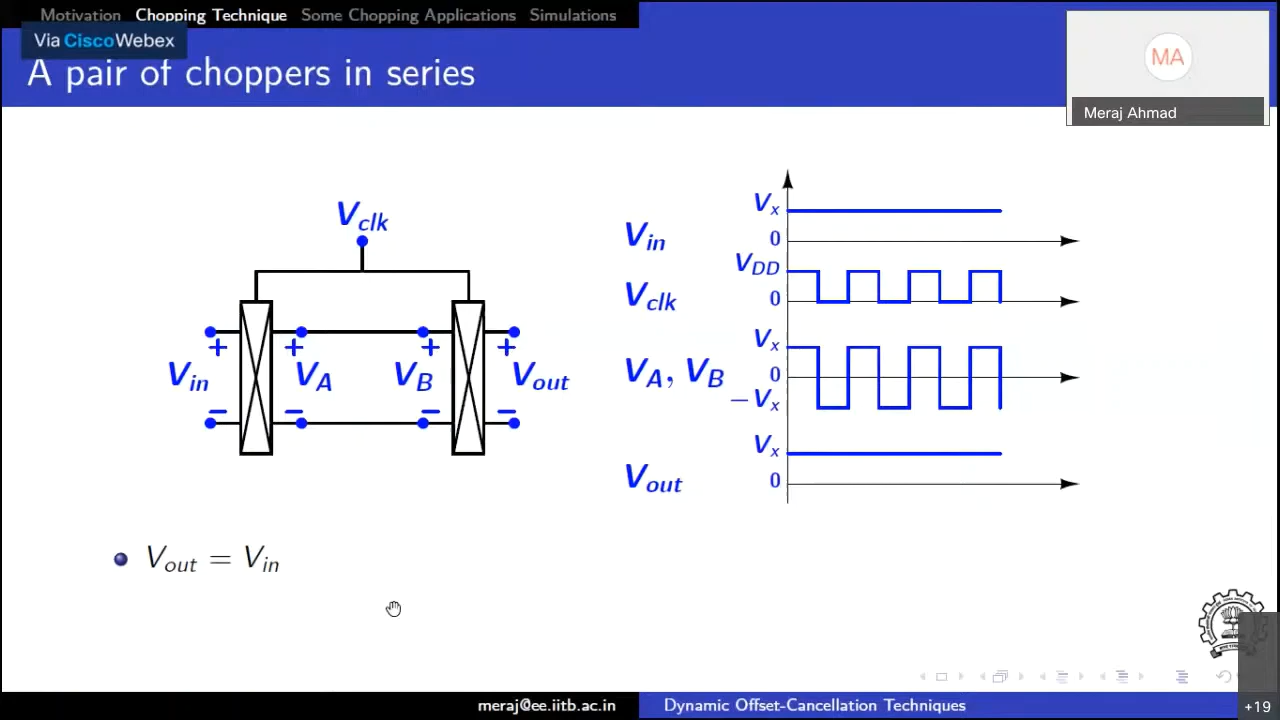 Motivation Chopping Technique Some Chopping Applications Simulations
Via CiscoWebex
A pair of choppers in series
MA
Meraj Ahmad
Vclk
Vin
+
−
VA
+
−
VB
+
−
Vout
+
−
Vin
Vx
0
Vclk
VDD
0
VA, VB
Vx
0
−Vx
Vout
Vx
0
Vout = Vin
meraj@ee.iitb.ac.in Dynamic Offset-Cancellation Techniques
+19